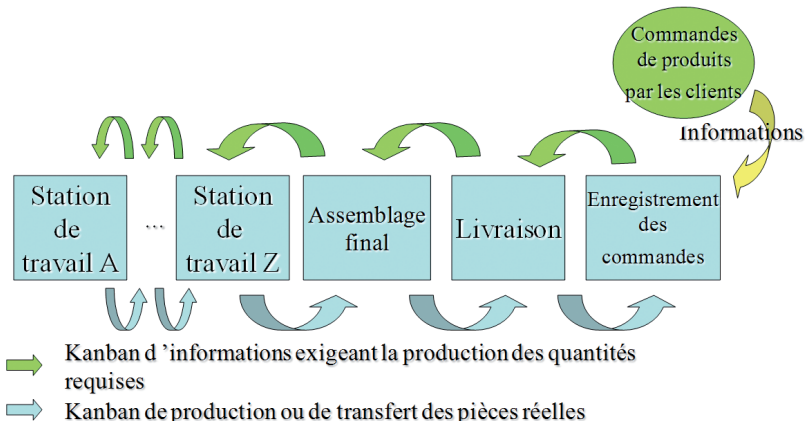 Commandes
de produits
par les clients
Informations
Station
de
travail A
...
Station
de
travail Z
Assemblage
final
Livraison
Enregistrement
des
commandes
Kanban d ’informations exigeant la production des quantités
requises
Kanban de production ou de transfert des pièces réelles